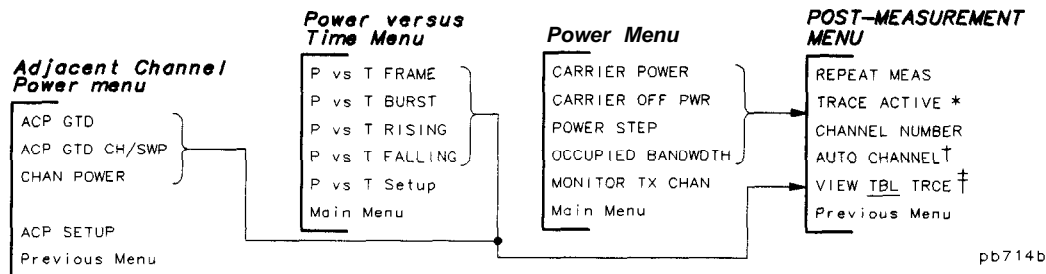 Adjacent Channel
Power menu
ACP GTD
ACP GTD CH/SWP
CHAN POWER
ACP SETUP
Previous Menu
Power versus
Time Menu
P vs T FRAME
P vs T BURST
P vs T RISING
P vs T FALLING
P vs T Setup
Main Menu
Power Menu
CARRIER POWER
CARRIER OFF PWR
POWER STEP
OCCUPIED BANDWDTH
MONITOR TX CHAN
Main Menu
POST-MEASUREMENT
MENU
REPEAT MEAS
TRACE ACTIVE *
CHANNEL NUMBER
AUTO CHANNEL†
VIEW TBL TRCE ‡
Previous Menu
pb714b